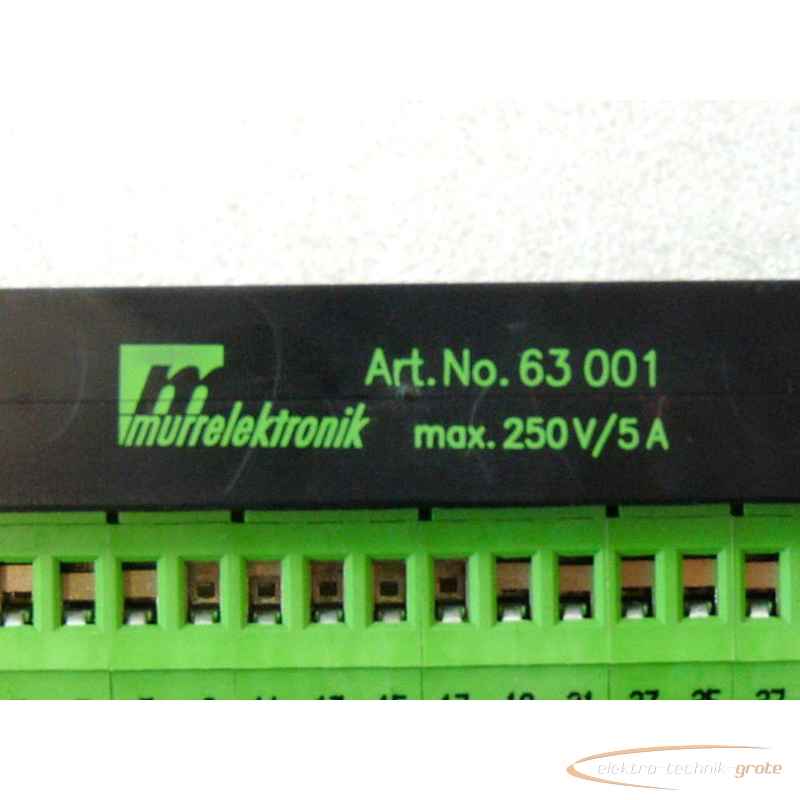 Art.No. 63 001
murrelektronik
max. 250 V/5 A
elektro-technik-grote